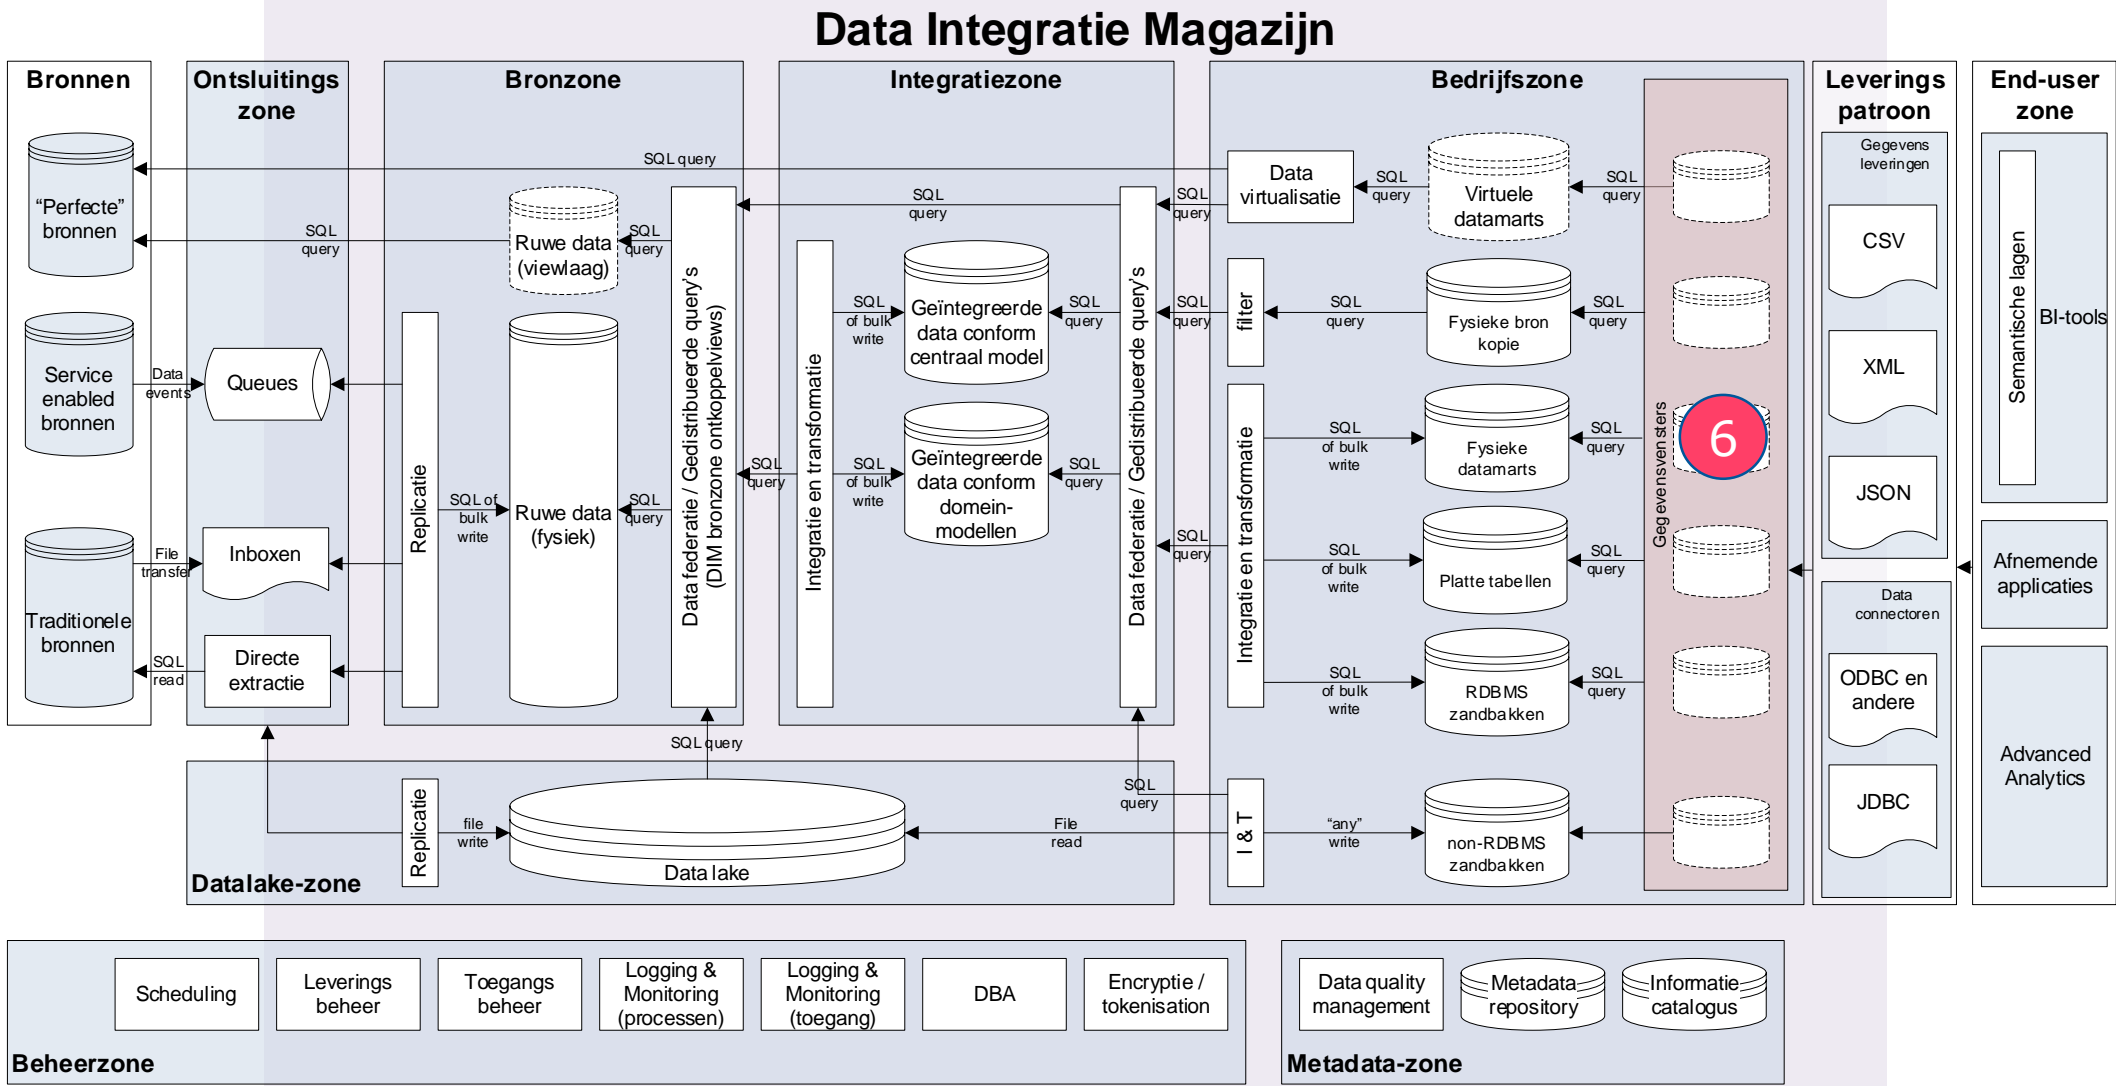 Data Integratie Magazijn
Bronnen
“Perfecte”
bronnen
Service
enabled
bronnen
Traditionele
bronnen
Data
events
File
transfer
SQL
read
Ontsluitings
zone
Queues
Inboxen
Directe
extractie
Bronzone
SQL query
SQL
query
Ruwe data
(viewlaag)
SQL
query
Replicatie
SQL of
bulk
write
Ruwe data
(fysiek)
SQL
query
Data federatie / Gedistribueerde query’s
(DIM bronzone ontkoppelviews)
SQL query
Integratiezone
SQL
query
SQL
query
Integratie en transformatie
SQL
of bulk
write
Geïntegreerde
data conform
centraal model
SQL
query
SQL
of bulk
write
Geïntegreerde
data conform
domein-
modellen
SQL
query
Data federatie / Gedistribueerde query’s
SQL
query
SQL
query
SQL
query
SQL
query
Bedrijfszone
Data
virtualisatie
SQL
query
Virtuele
datamarts
SQL
query
filter
SQL
query
Fysieke bron
kopie
SQL
query
Integratie en transformatie
SQL
of bulk
write
Fysieke
datamarts
SQL
query
SQL
of bulk
write
Platte tabellen
SQL
query
SQL
of bulk
write
RDBMS
zandbakken
SQL
query
I & T
“any”
write
non-RDBMS
zandbakken
Gegevensvensters
6
Leverings
patroon
Gegevens
leveringen
CSV
XML
JSON
Data
connectoren
ODBC en
andere
JDBC
End-user
zone
Semantische lagen
BI-tools
Afnemende
applicaties
Advanced
Analytics
Replicatie
file
write
Data lake
File
read
Datalake-zone
Scheduling
Leverings
beheer
Toegangs
beheer
Logging &
Monitoring
(processen)
Logging &
Monitoring
(toegang)
DBA
Encryptie /
tokenisation
Beheerzone
Data quality
management
Metadata
repository
Informatie
catalogus
Metadata-zone